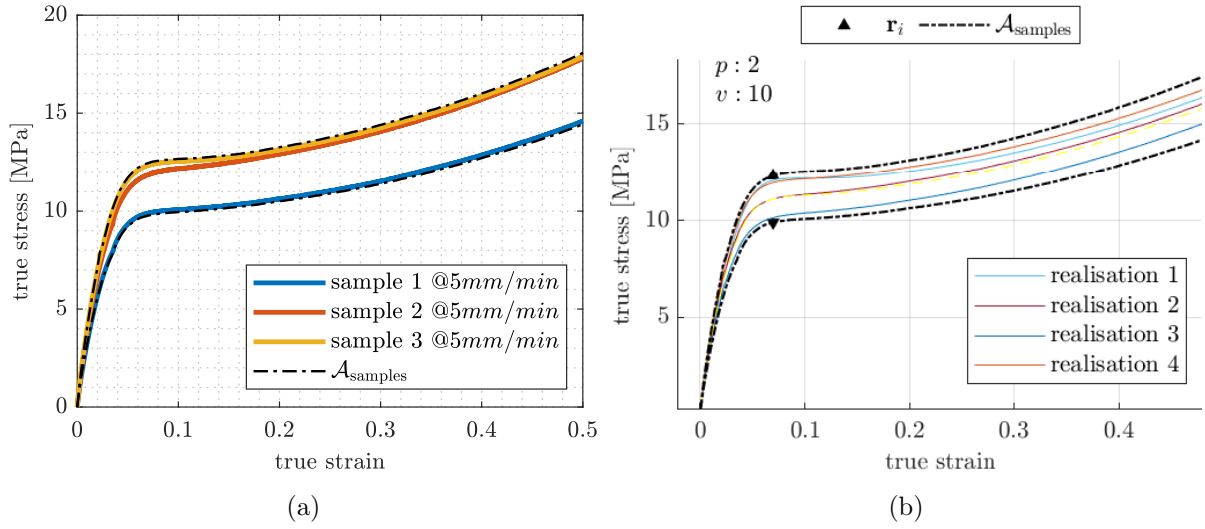 20
15
10
5
0
true stress [MPa]
sample 1 @5mm/min
sample 2 @5mm/min
sample 3 @5mm/min
𝒜samples
0 0.1 0.2 0.3 0.4 0.5
true strain
(a)
r_i 𝒜samples
p : 2
v : 10
15
10
5
true stress [MPa]
realisation 1
realisation 2
realisation 3
realisation 4
0 0.1 0.2 0.3 0.4
true strain
(b)